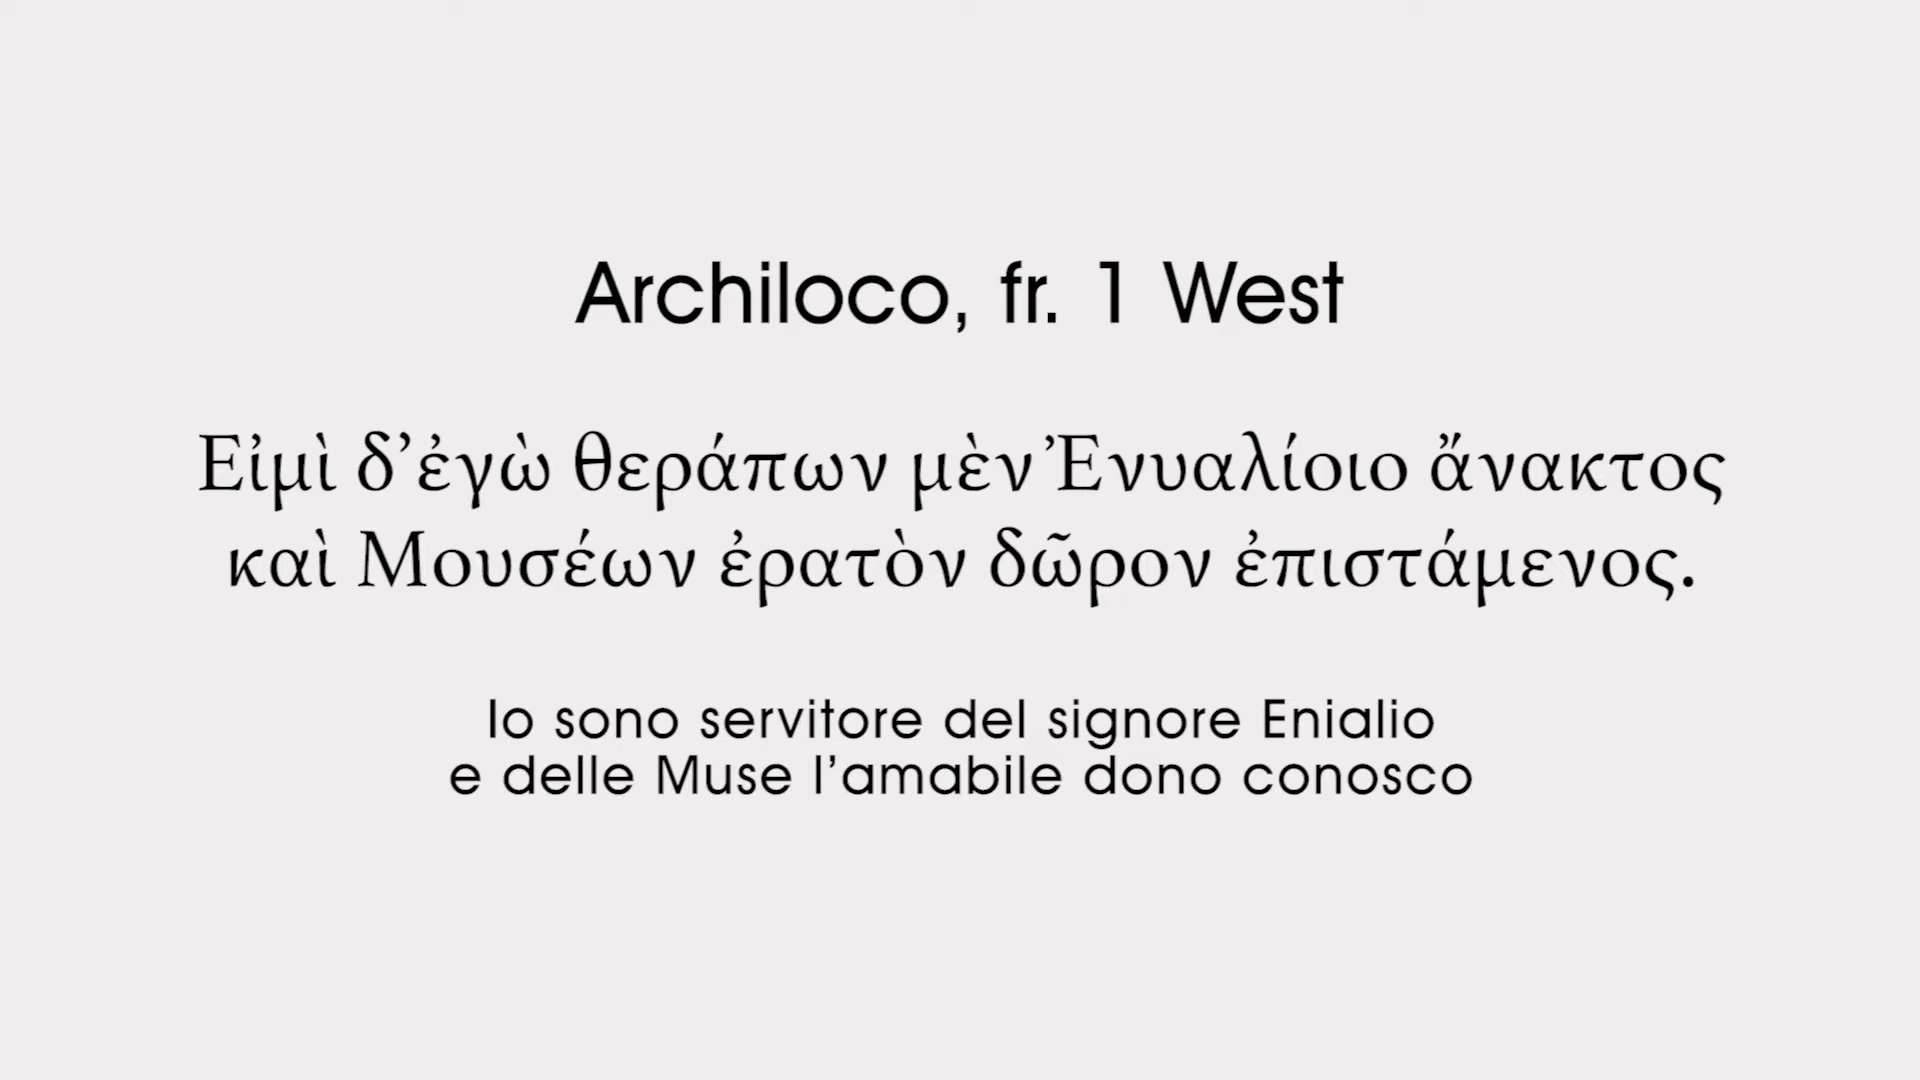 Archiloco, fr. 1 West
Εἰμὶ δ’ἐγὼ θεράπων μὲν Ἐνυαλίοιο ἄνακτος
καὶ Μουσέων ἐρατὸν δῶρον ἐπιστάμενος.
Io sono servitore del signore Enialio
e delle Muse l’amabile dono conosco